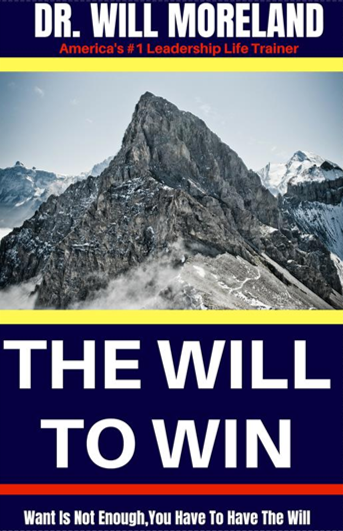 DR. WILL MORELAND
America's #1 Leadership Life Trainer
THE WILL
TO WIN
Want Is Not Enough,You Have To Have The Will